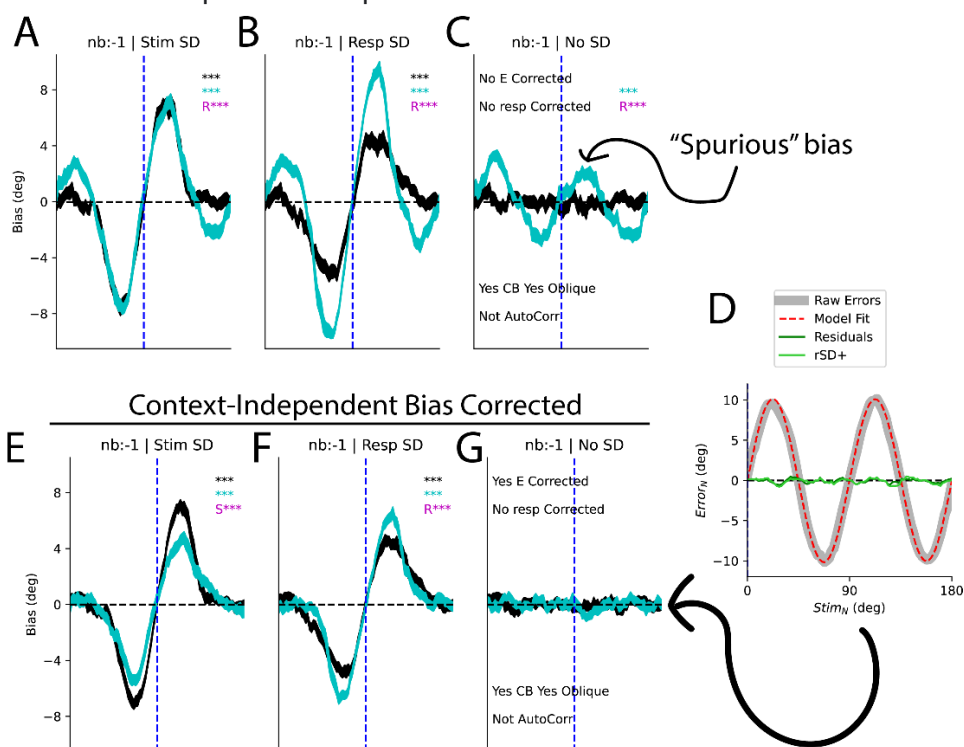 A
nb:-1 | Stim SD
B
nb:-1 | Resp SD
C
nb:-1 | No SD
Bias (deg)
8
4
0
−4
−8
***
***
R***
***
***
R***
No E Corrected
***
No resp Corrected
R***
Yes CB Yes Oblique
Not AutoCorr
"Spurious" bias
D
Raw Errors
Model Fit
Residuals
rSD+
Error_N (deg)
10
5
0
−5
−10
0
90
180
Stim_N (deg)
Context-Independent Bias Corrected
E
nb:-1 | Stim SD
F
nb:-1 | Resp SD
G
nb:-1 | No SD
Bias (deg)
8
4
0
−4
−8
***
***
S***
***
***
R***
Yes E Corrected
No resp Corrected
Yes CB Yes Oblique
Not AutoCorr